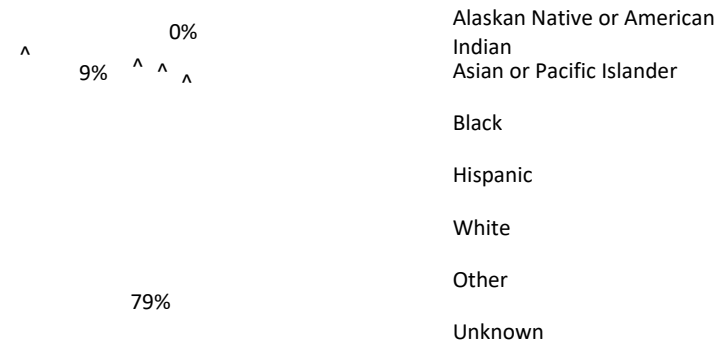 0%
^
9%
^ ^ ^
79%
Alaskan Native or American
Indian
Asian or Pacific Islander
Black
Hispanic
White
Other
Unknown